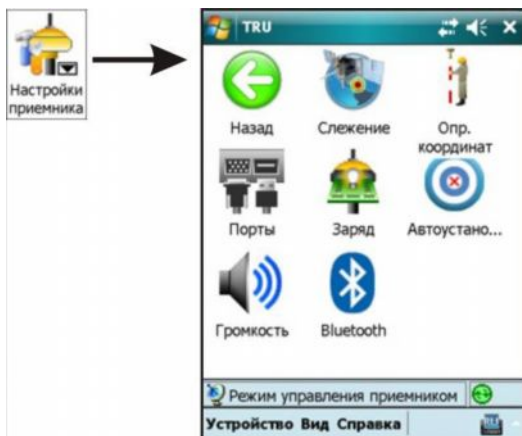 Настройки
приемника
TRU
Назад
Слежение
Опр.
координат
Порты
Заряд
Автоустано...
Громкость
Bluetooth
Режим управления приемником
Устройство Вид Справка